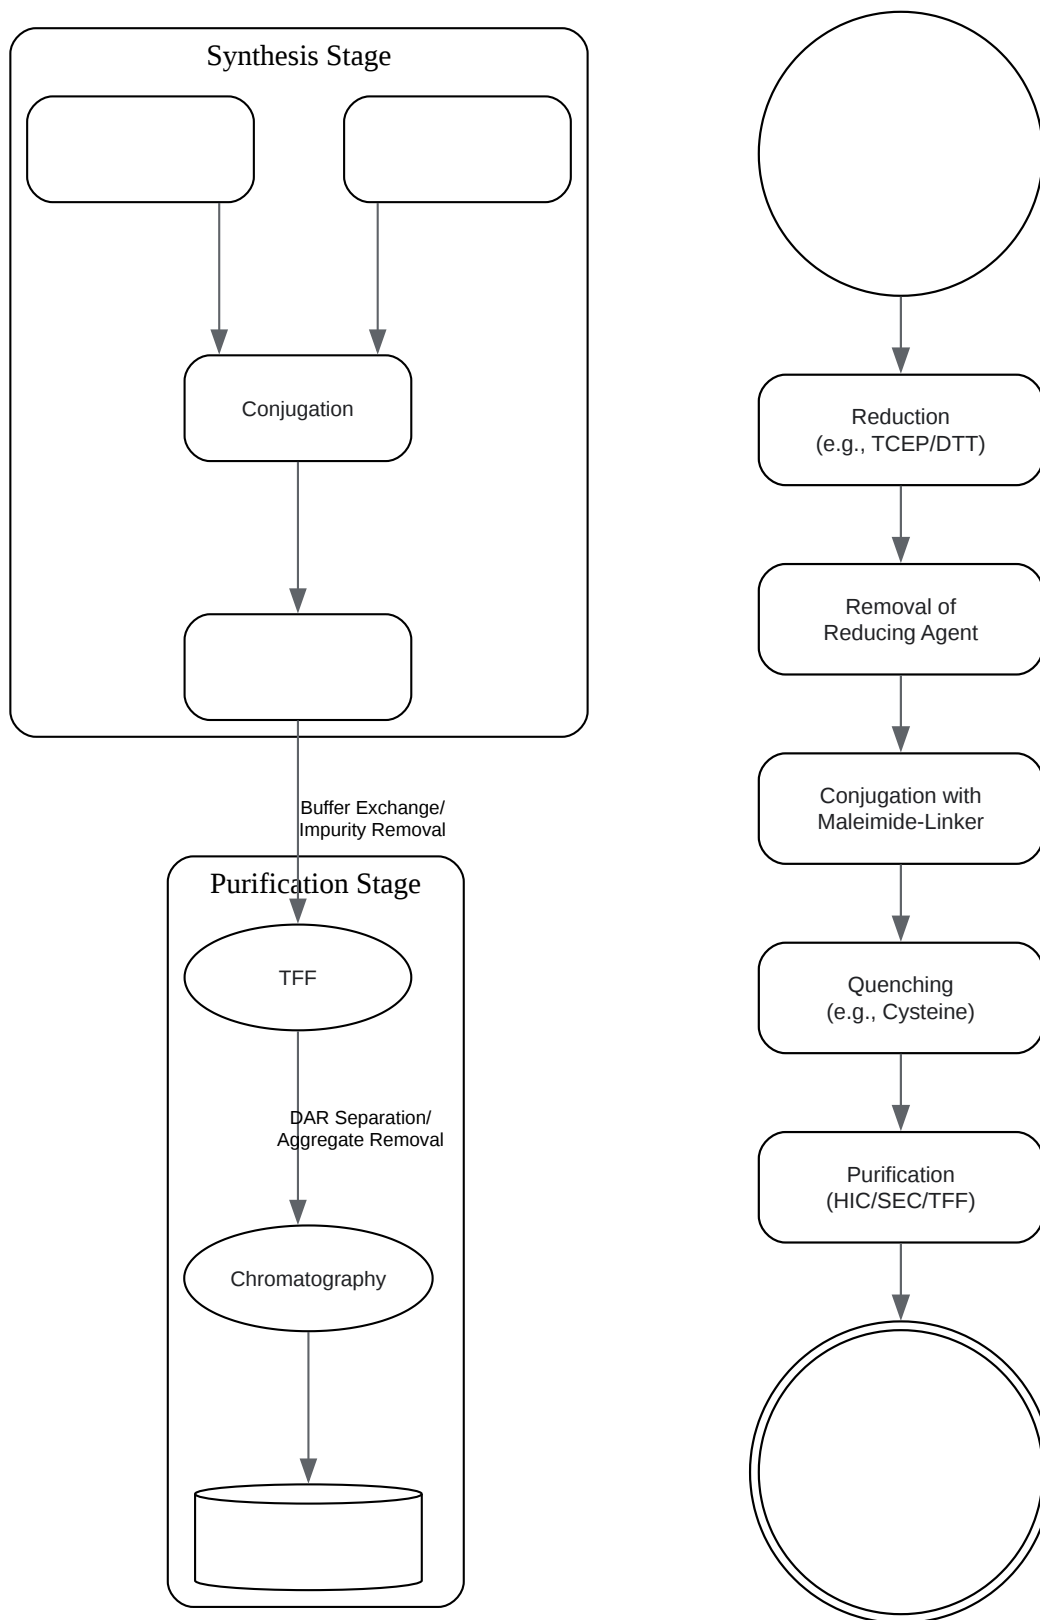 Synthesis Stage
Conjugation
Buffer Exchange/
Impurity Removal
Purification Stage
TFF
DAR Separation/
Aggregate Removal
Chromatography
Reduction
(e.g., TCEP/DTT)
Removal of
Reducing Agent
Conjugation with
Maleimide-Linker
Quenching
(e.g., Cysteine)
Purification
(HIC/SEC/TFF)